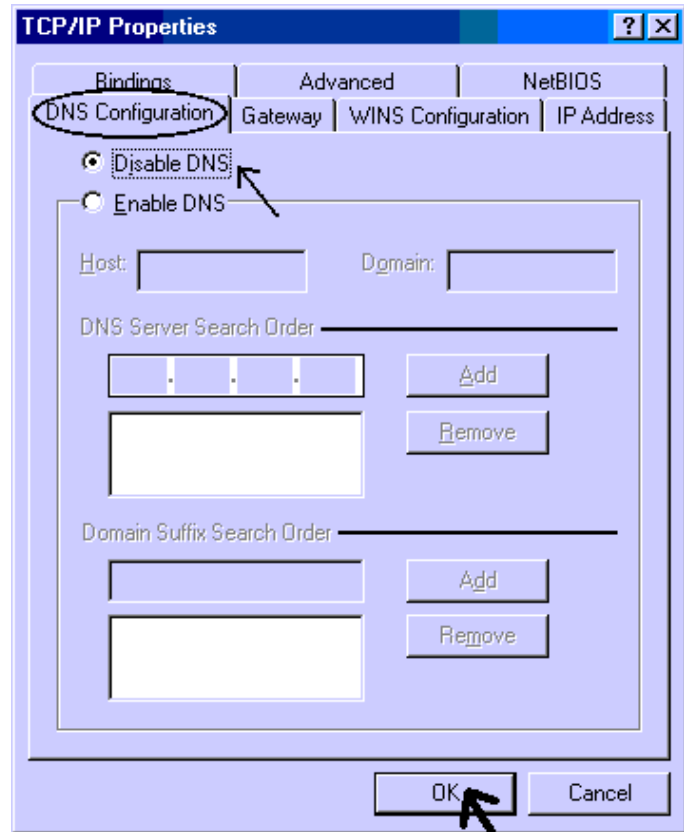 TCP/IP Properties
? ×
Bindings Advanced NetBIOS
DNS Configuration Gateway WINS Configuration IP Address
Disable DNS
Enable DNS
Host: Domain:
DNS Server Search Order
. . .
Add
Remove
Domain Suffix Search Order
Add
Remove
OK Cancel